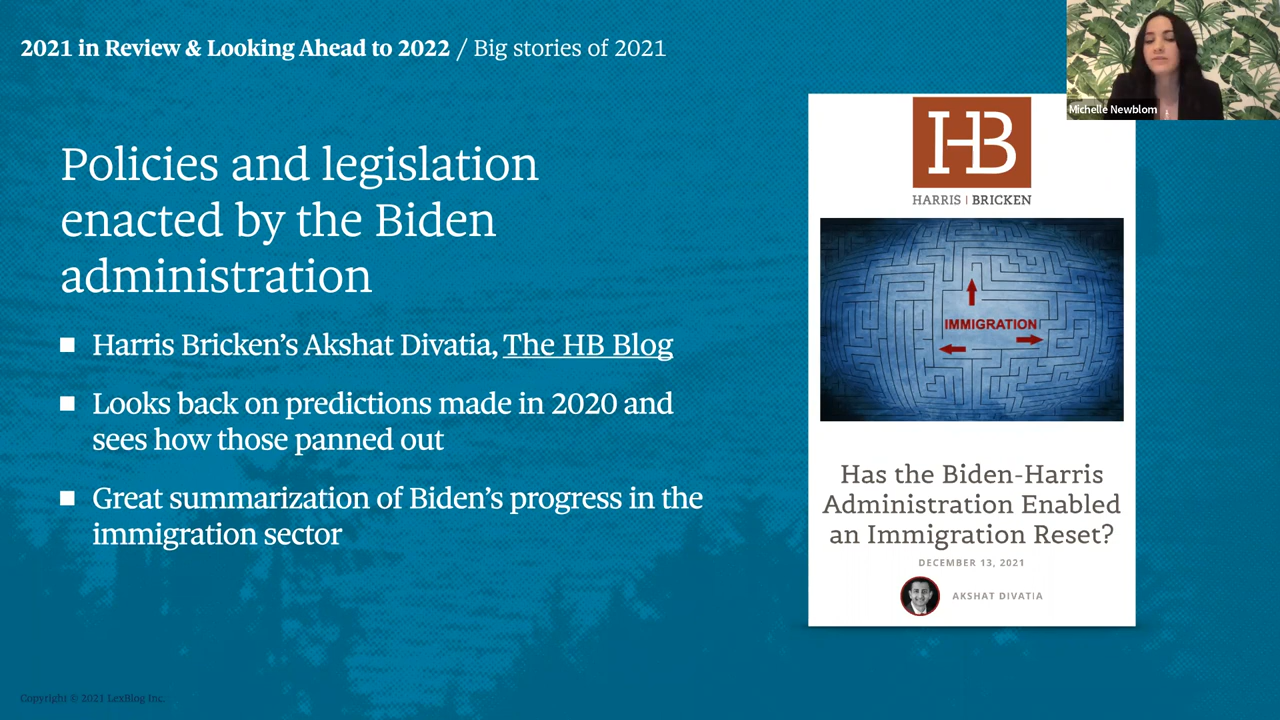 2021 in Review & Looking Ahead to 2022 / Big stories of 2021
Michelle Newblom
Policies and legislation
enacted by the Biden
administration
■ Harris Bricken’s Akshat Divatia, The HB Blog
■ Looks back on predictions made in 2020 and
sees how those panned out
■ Great summarization of Biden’s progress in the
immigration sector
HB
HARRIS | BRICKEN
IMMIGRATION
Has the Biden-Harris
Administration Enabled
an Immigration Reset?
DECEMBER 13, 2021
AKSHAT DIVATIA
Copyright © 2021 LexBlog Inc.